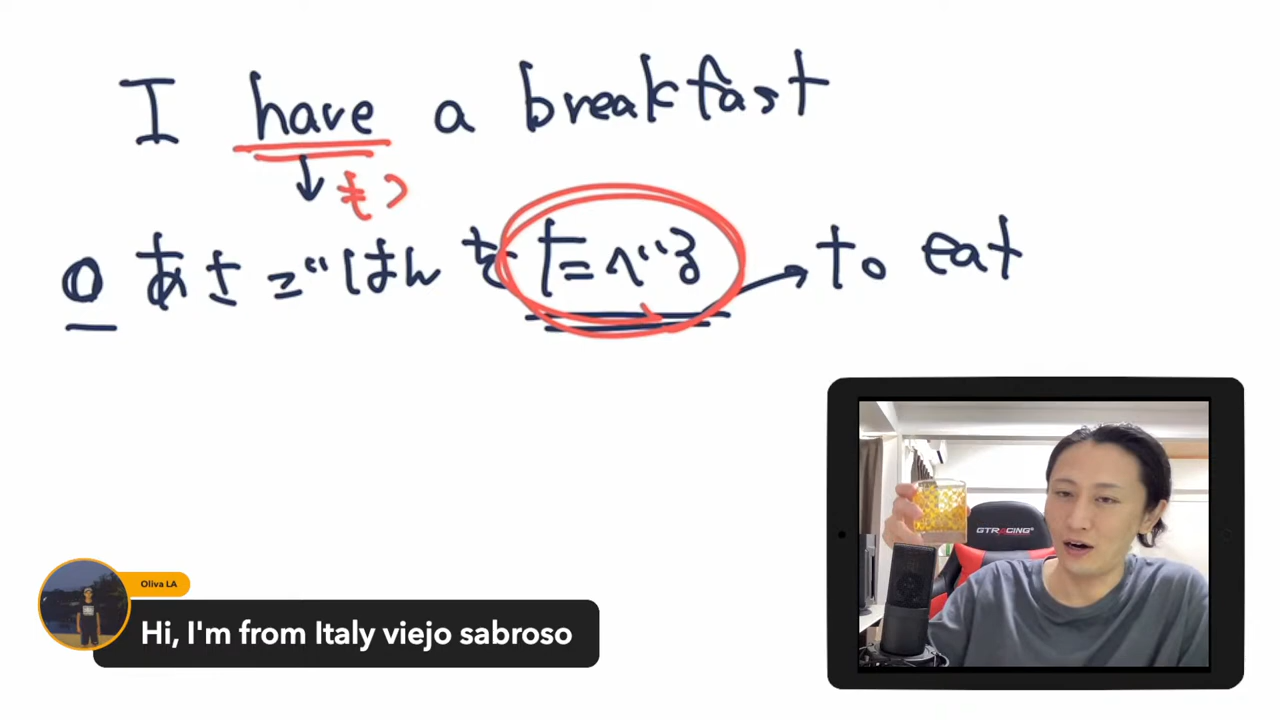 I have a breakfast
もつ
〇 あさごはん を たべる → to eat
GTRACING
Oliva LA
Hi, I'm from Italy viejo sabroso